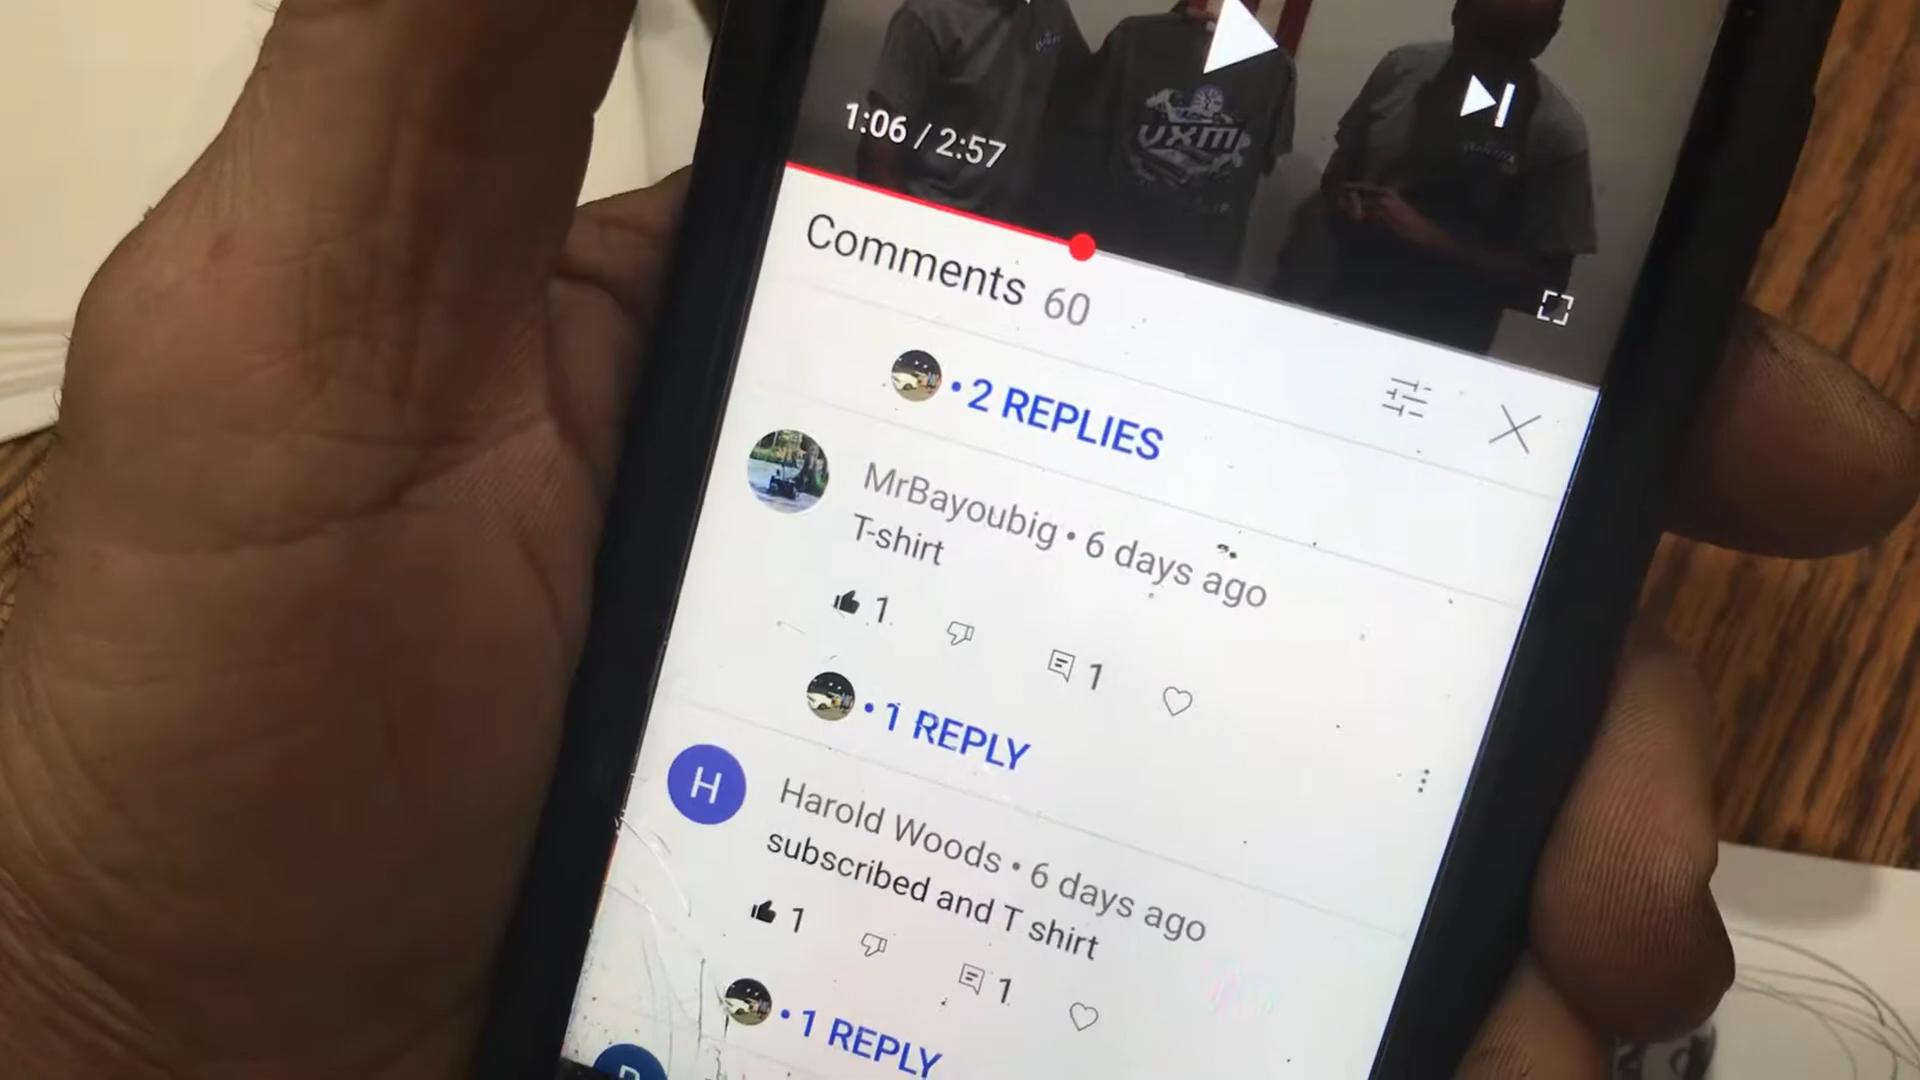 VXM
1:06 / 2:57
Comments 60
• 2 REPLIES
MrBayoubig • 6 days ago
T-shirt
1
1
• 1 REPLY
H
Harold Woods • 6 days ago
subscribed and T shirt
1
1
• 1 REPLY